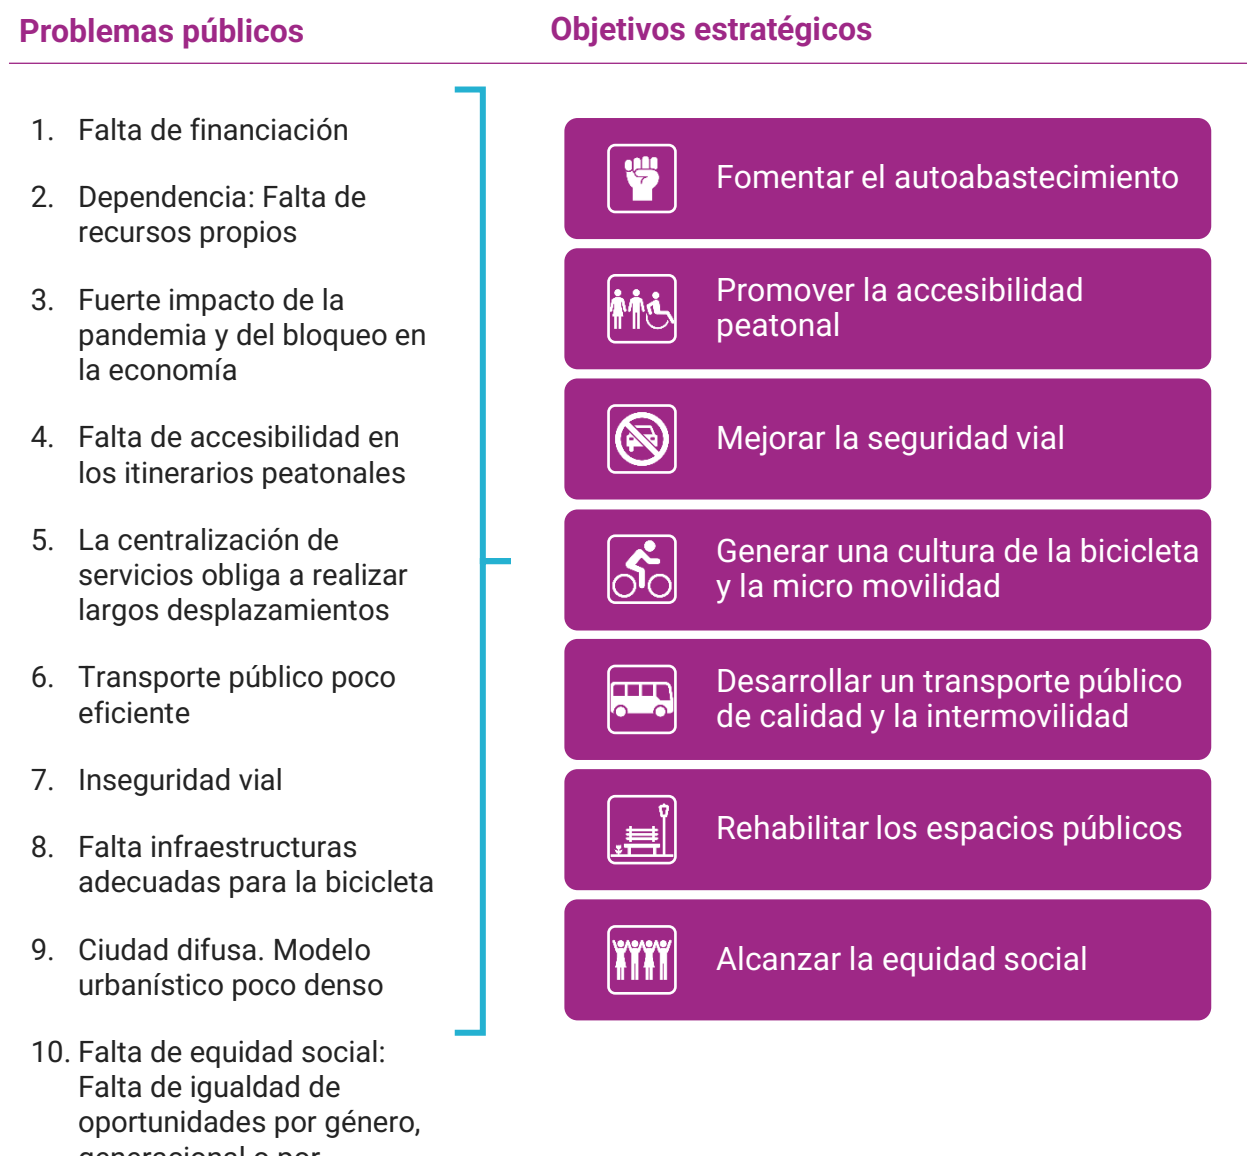 Problemas públicos
Objetivos estratégicos
1. Falta de financiación
2. Dependencia: Falta de
recursos propios
3. Fuerte impacto de la
pandemia y del bloqueo en
la economía
4. Falta de accesibilidad en
los itinerarios peatonales
5. La centralización de
servicios obliga a realizar
largos desplazamientos
6. Transporte público poco
eficiente
7. Inseguridad vial
8. Falta infraestructuras
adecuadas para la bicicleta
9. Ciudad difusa. Modelo
urbanístico poco denso
10. Falta de equidad social:
Falta de igualdad de
oportunidades por género,
generacional o por
Fomentar el autoabastecimiento
Promover la accesibilidad
peatonal
Mejorar la seguridad vial
Generar una cultura de la bicicleta
y la micro movilidad
Desarrollar un transporte público
de calidad y la intermovilidad
Rehabilitar los espacios públicos
Alcanzar la equidad social